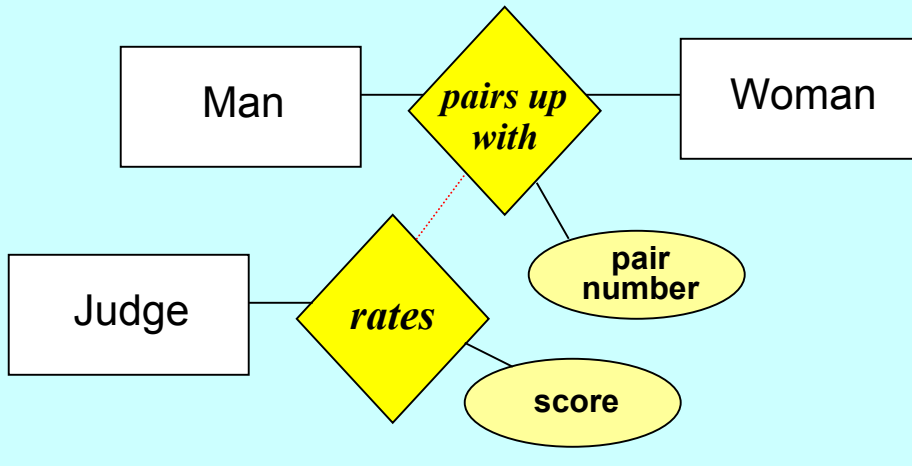 Man
pairs up
with
Woman
pair
number
Judge
rates
score